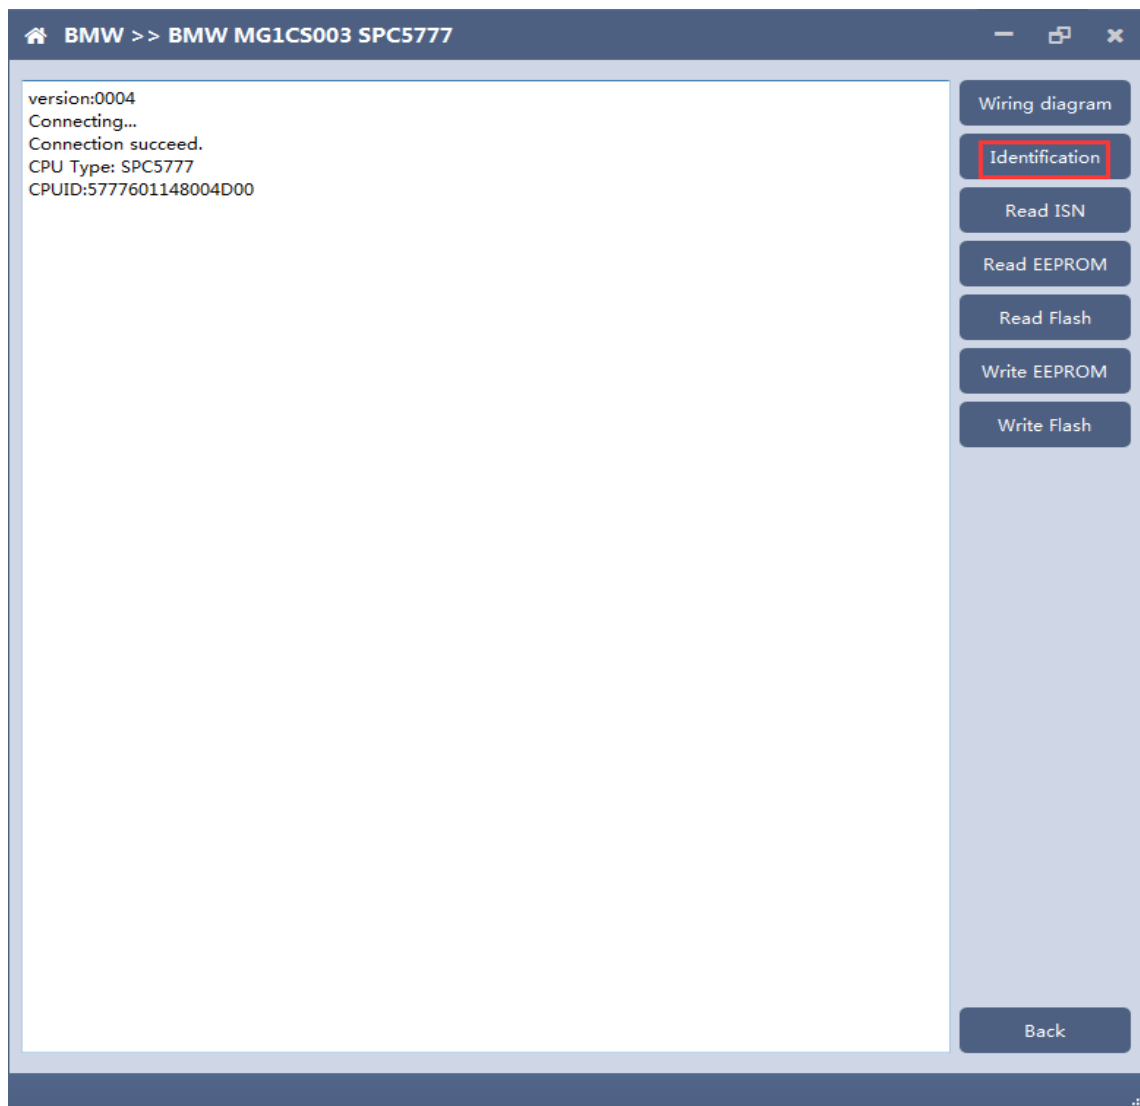 BMW >> BMW MG1CS003 SPC5777
version:0004
Connecting...
Connection succeed.
CPU Type: SPC5777
CPUID:5777601148004D00
Wiring diagram
Identification
Read ISN
Read EEPROM
Read Flash
Write EEPROM
Write Flash
Back